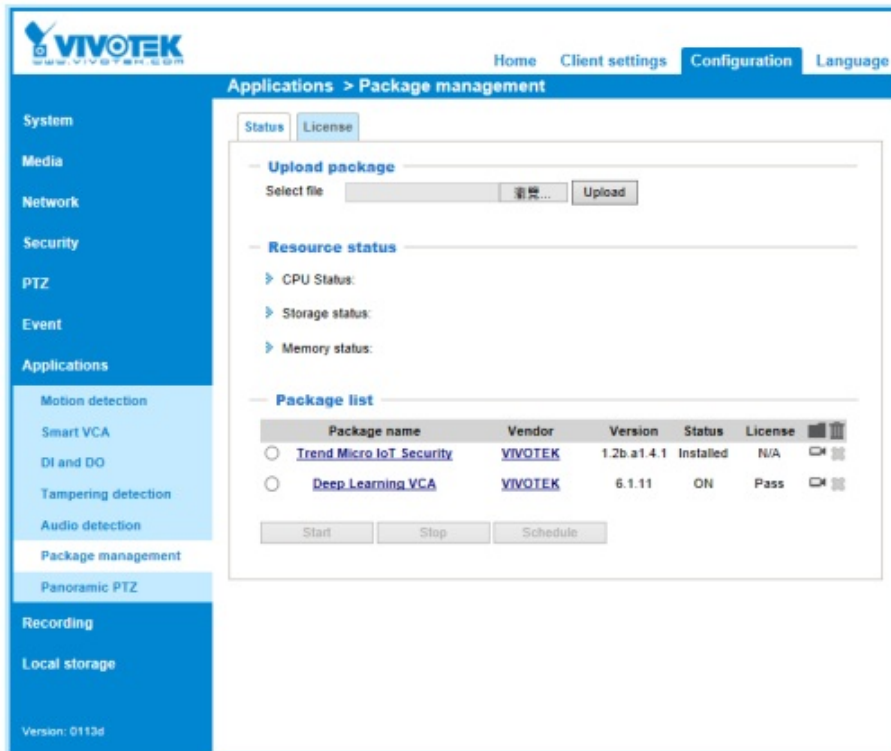 VIVOTEK
www.vivotek.com
Home Client settings Configuration Language
Applications > Package management
System
Media
Network
Security
PTZ
Event
Applications
Motion detection
Smart VCA
DI and DO
Tampering detection
Audio detection
Package management
Panoramic PTZ
Recording
Local storage
Version: 0113d
Status License
Upload package
Select file 瀏覽... Upload
Resource status
CPU Status:
Storage status:
Memory status:
Package list
Package name Vendor Version Status License
Trend Micro IoT Security VIVOTEK 1.2b.a1.4.1 Installed N/A
Deep Learning VCA VIVOTEK 6.1.11 ON Pass
Start Stop Schedule